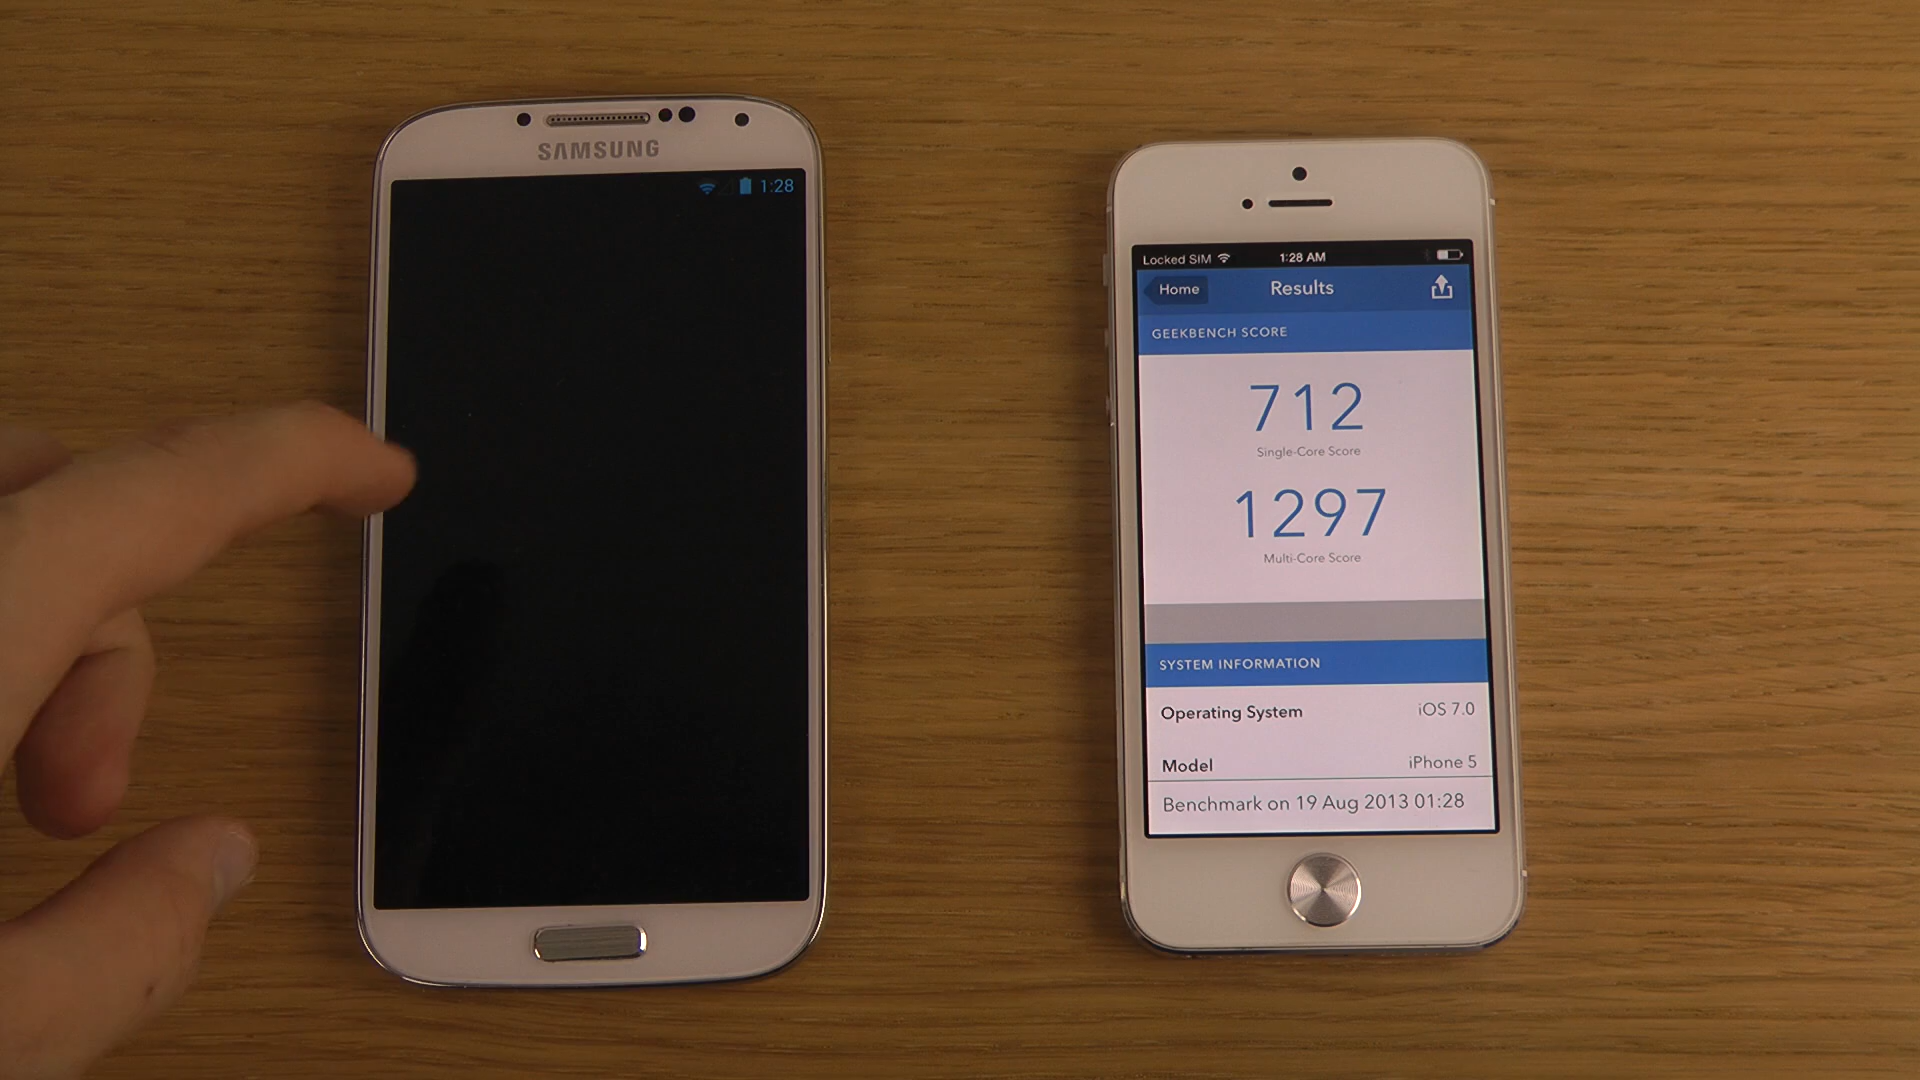 SAMSUNG
1:28
Locked SIM 1:28 AM
Home Results
GEEKBENCH SCORE
712
Single-Core Score
1297
Multi-Core Score
SYSTEM INFORMATION
Operating System iOS 7.0
Model iPhone 5
Benchmark on 19 Aug 2013 01:28